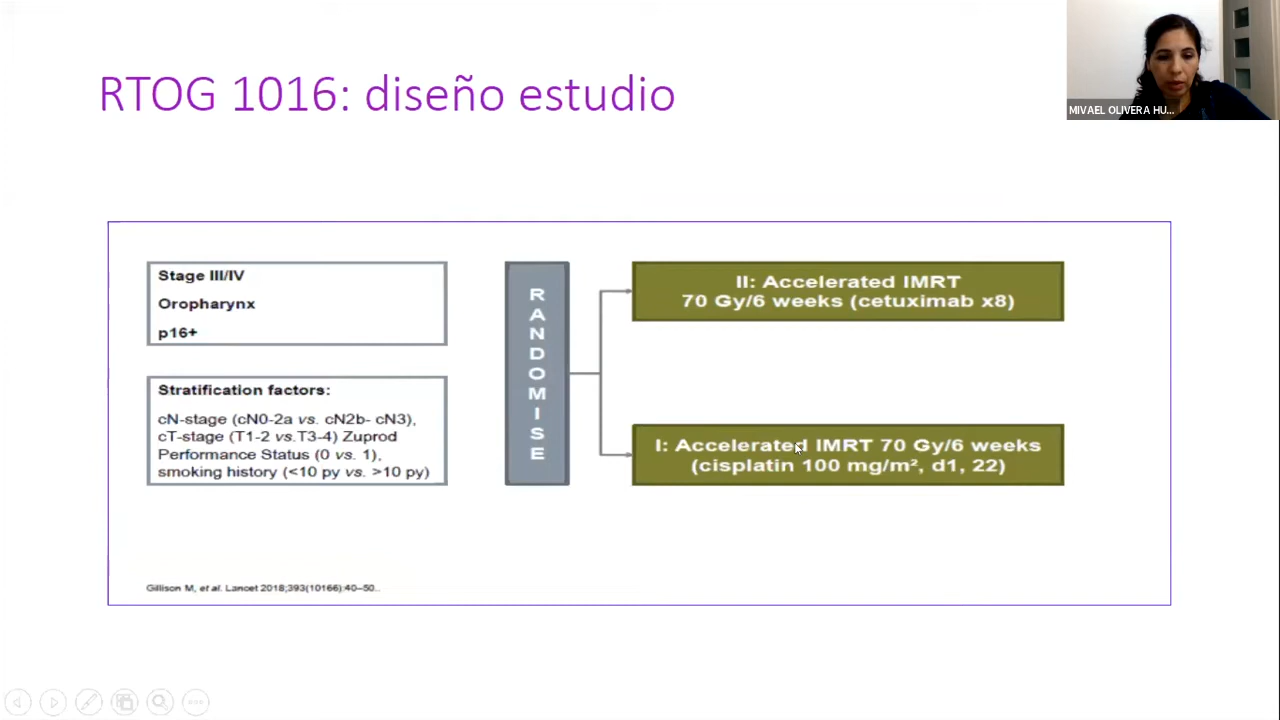 RTOG 1016: diseño estudio
MIVAEL OLIVERA HU...
Stage III/IV
Oropharynx
p16+
Stratification factors:
cN-stage (cN0-2a vs. cN2b- cN3),
cT-stage (T1-2 vs.T3-4) Zuprod
Performance Status (0 vs. 1),
smoking history (<10 py vs. >10 py)
RANDOMISE
II: Accelerated IMRT
70 Gy/6 weeks (cetuximab x8)
I: Accelerated IMRT 70 Gy/6 weeks
(cisplatin 100 mg/m², d1, 22)
Gillison M, et al. Lancet 2018;393(10166):40–50..